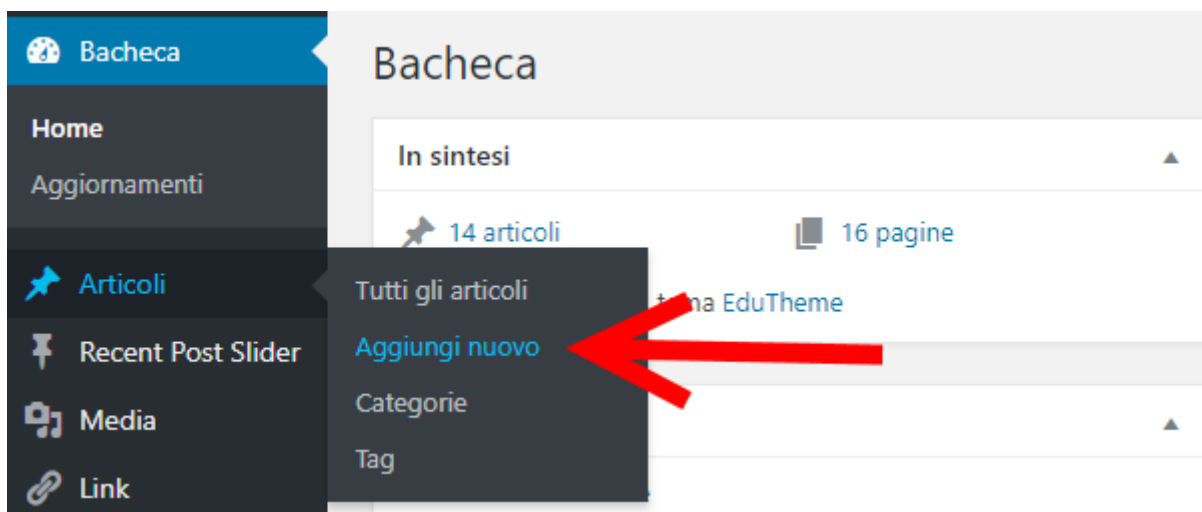 Bacheca
Bacheca
Home
In sintesi
Aggiornamenti
14 articoli
16 pagine
Articoli
Tutti gli articoli
EduTheme
Recent Post Slider
Aggiungi nuovo
Media
Categorie
Link
Tag